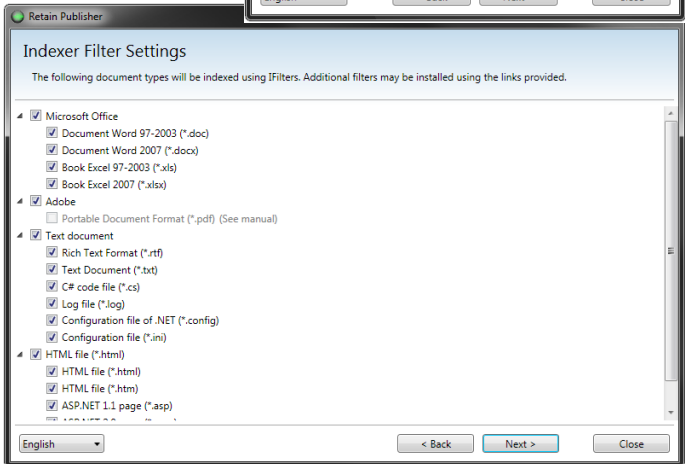 English
Back
Next
Close
Retain Publisher
Indexer Filter Settings
The following document types will be indexed using IFilters. Additional filters may be installed using the links provided.
Microsoft Office
Document Word 97-2003 (*.doc)
Document Word 2007 (*.docx)
Book Excel 97-2003 (*.xls)
Book Excel 2007 (*.xlsx)
Adobe
Portable Document Format (*.pdf) (See manual)
Text document
Rich Text Format (*.rtf)
Text Document (*.txt)
C# code file (*.cs)
Log file (*.log)
Configuration file of .NET (*.config)
Configuration file (*.ini)
HTML file (*.html)
HTML file (*.html)
HTML file (*.htm)
ASP.NET 1.1 page (*.asp)
English
< Back
Next >
Close